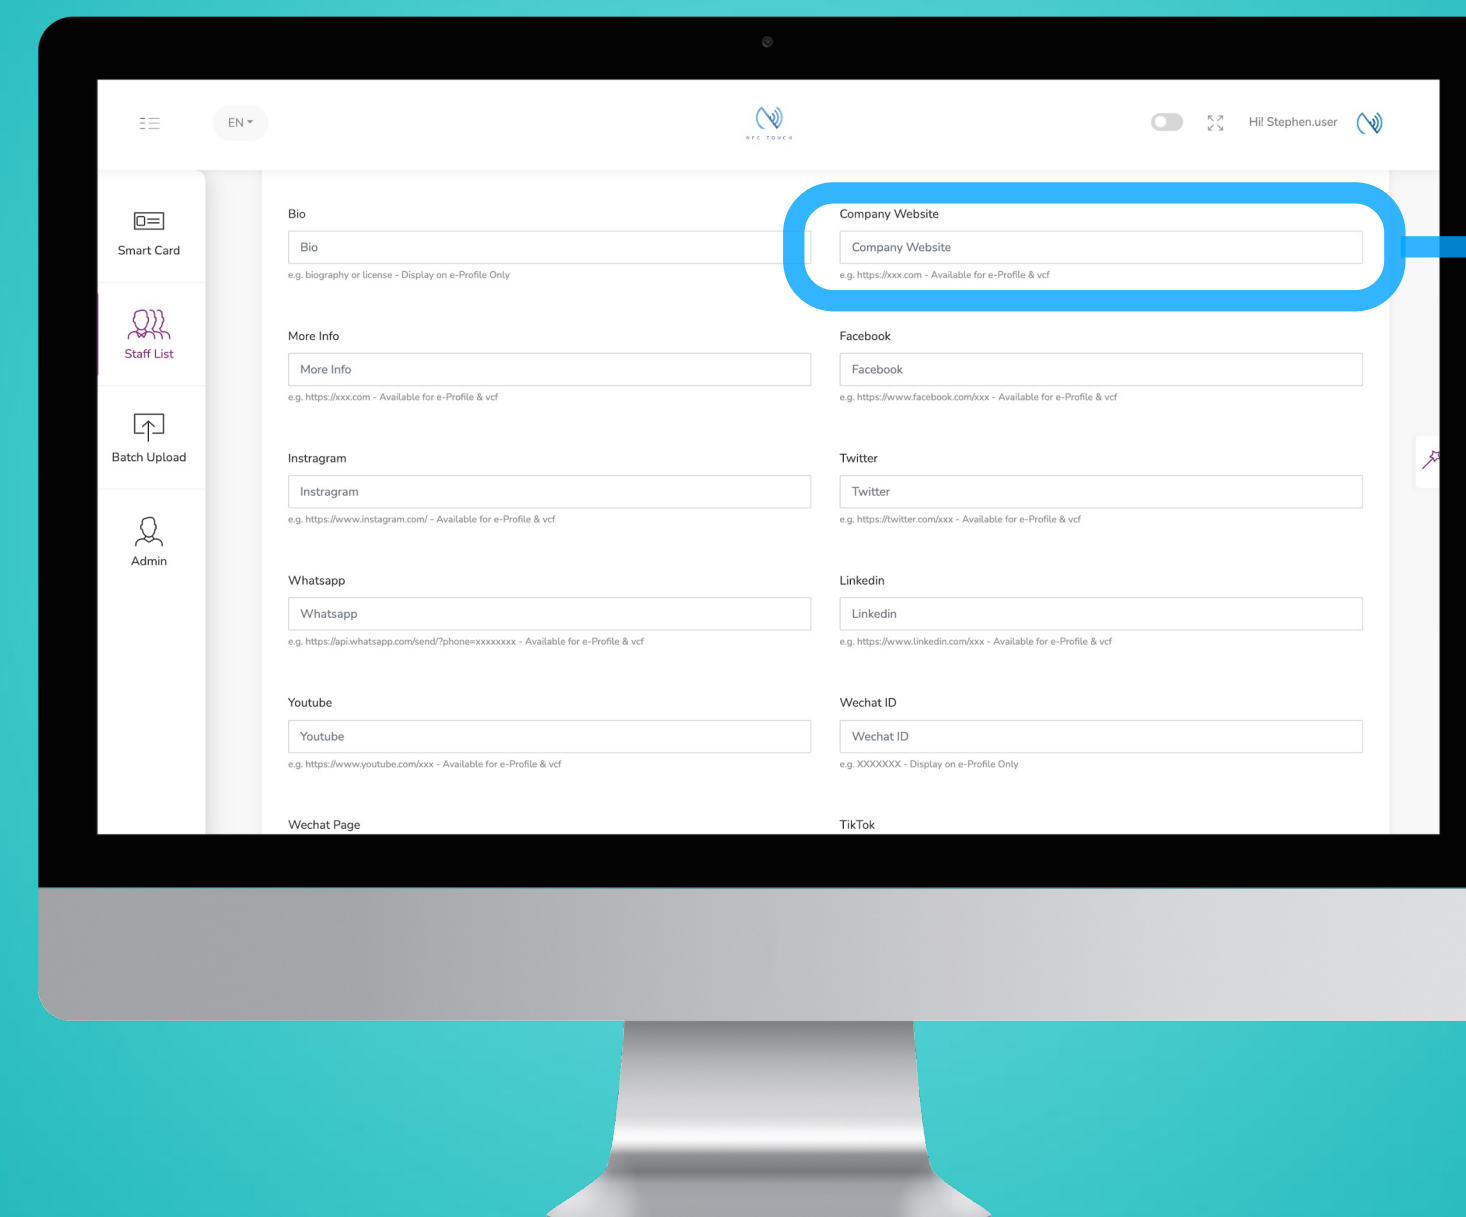 EN
NFC TOUCH
Hi! Stephen.user
Smart Card
Staff List
Batch Upload
Admin
Bio
Bio
e.g. biography or license - Display on e-Profile Only
Company Website
Company Website
e.g. https://xxx.com - Available for e-Profile & vcf
More Info
More Info
e.g. https://xxx.com - Available for e-Profile & vcf
Facebook
Facebook
e.g. https://www.facebook.com/xxx - Available for e-Profile & vcf
Instragram
Instragram
e.g. https://www.instagram.com/ - Available for e-Profile & vcf
Twitter
Twitter
e.g. https://twitter.com/xxx - Available for e-Profile & vcf
Whatsapp
Whatsapp
e.g. https://api.whatsapp.com/send/?phone=xxxxxxxx - Available for e-Profile & vcf
Linkedin
Linkedin
e.g. https://www.linkedin.com/xxx - Available for e-Profile & vcf
Youtube
Youtube
e.g. https://www.youtube.com/xxx - Available for e-Profile & vcf
Wechat ID
Wechat ID
e.g. XXXXXXX - Display on e-Profile Only
Wechat Page
TikTok